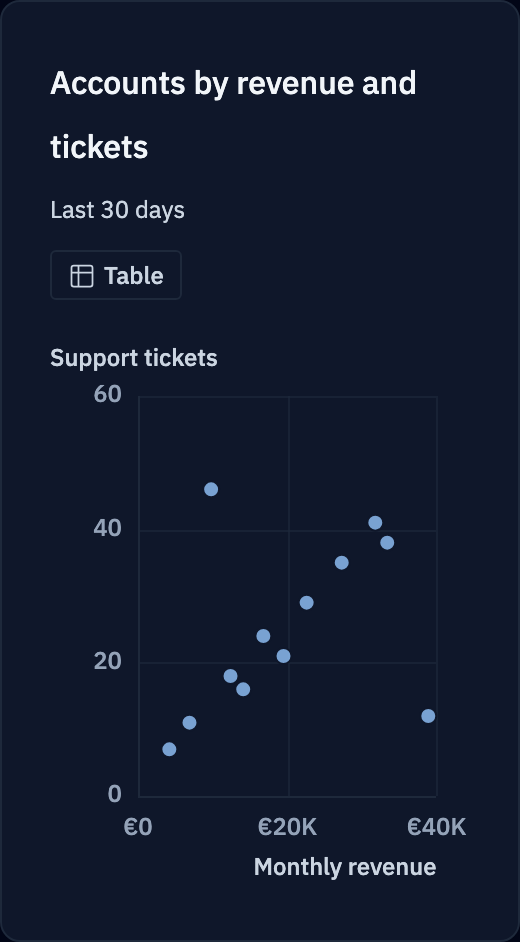 Accounts by revenue and
tickets
Last 30 days
Table
Support tickets
60
40
20
0
€0 €20K €40K
Monthly revenue